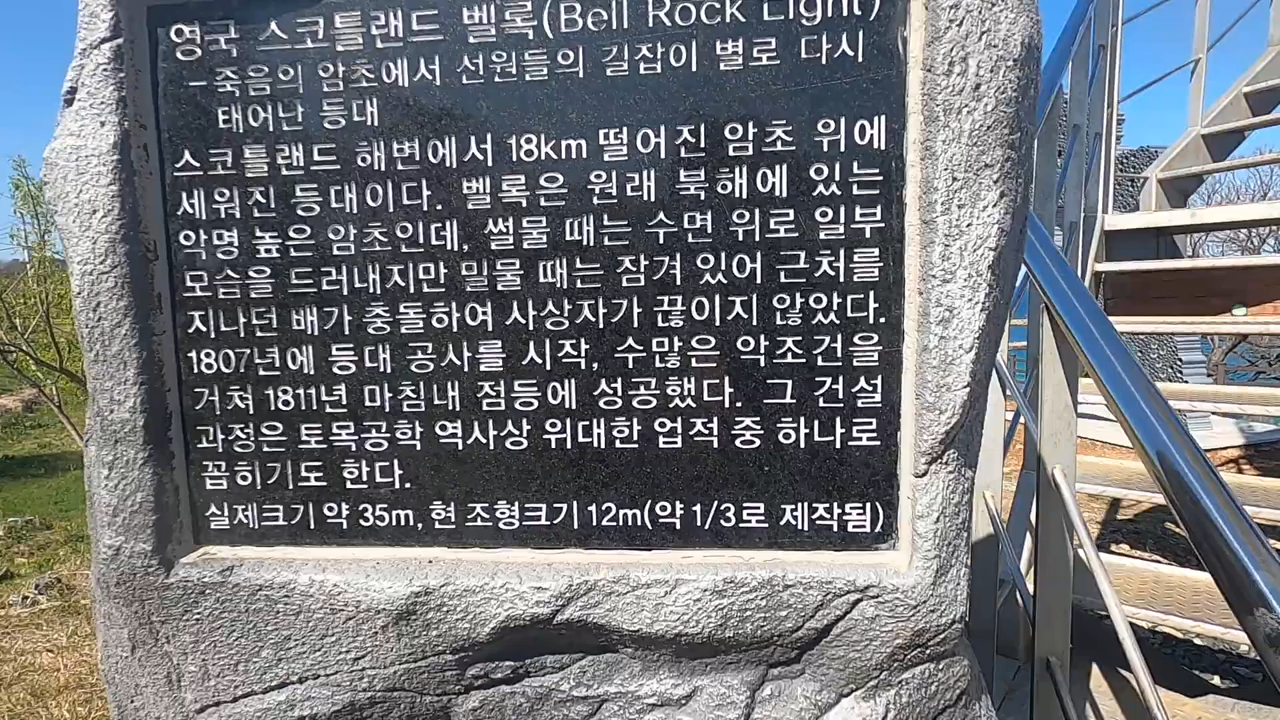 영국 스코틀랜드 벨록(Bell Rock Light)
-죽음의 암초에서 선원들의 길잡이 별로 다시
태어난 등대
스코틀랜드 해변에서 18km 떨어진 암초 위에
세워진 등대이다. 벨록은 원래 북해에 있는
악명 높은 암초인데, 썰물 때는 수면 위로 일부
모습을 드러내지만 밀물 때는 잠겨 있어 근처를
지나던 배가 충돌하여 사상자가 끊이지 않았다.
1807년에 등대 공사를 시작, 수많은 악조건을
거쳐 1811년 마침내 점등에 성공했다. 그 건설
과정은 토목공학 역사상 위대한 업적 중 하나로
꼽히기도 한다.
실제크기 약 35m, 현 조형크기 12m(약 1/3로 제작됨)